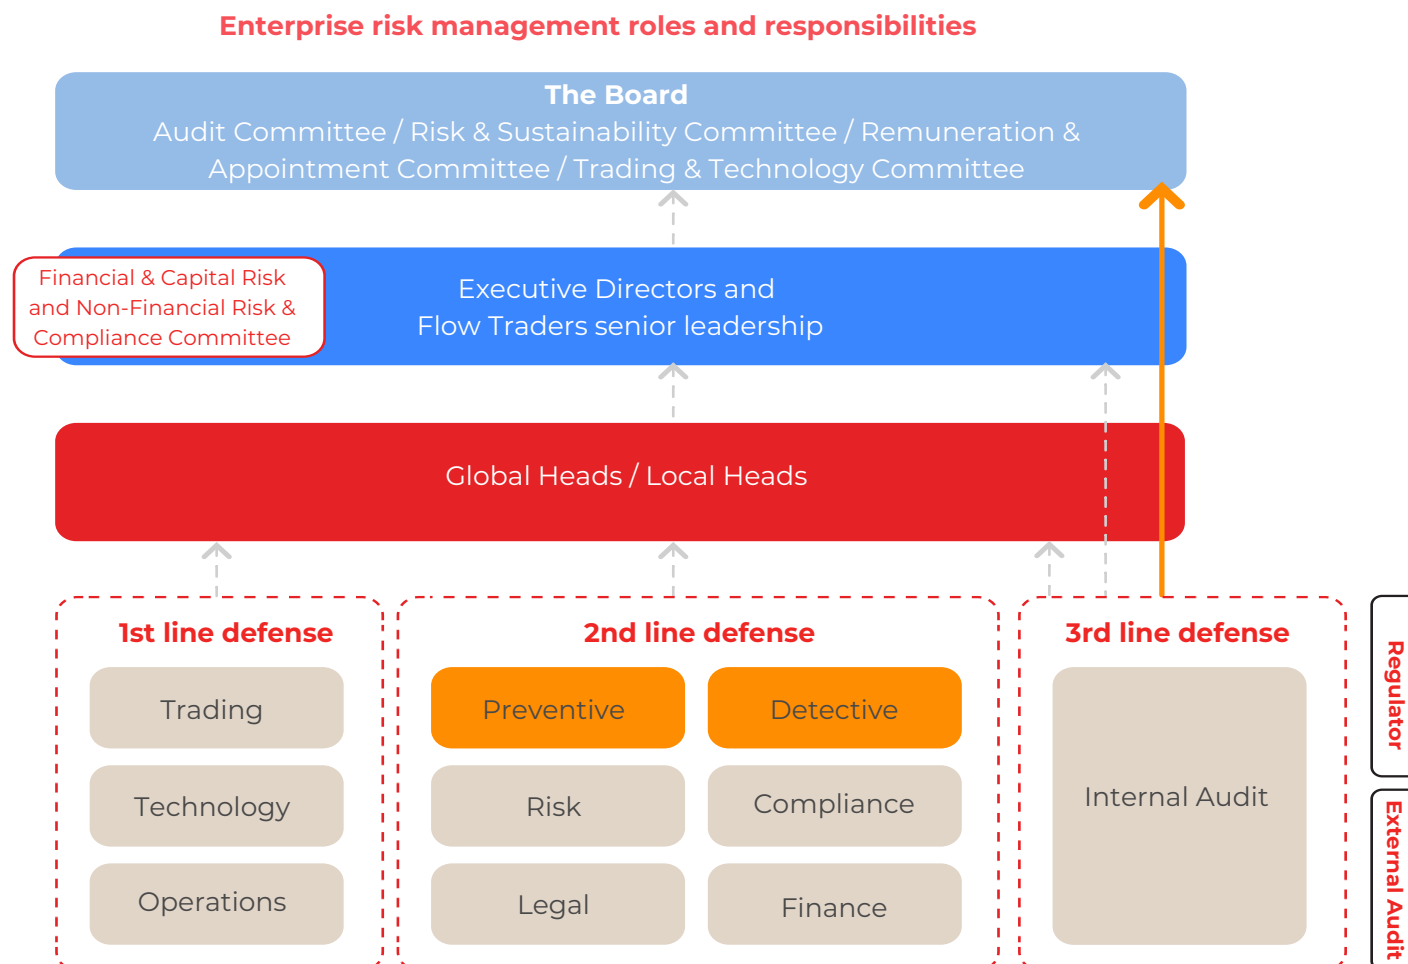 Enterprise risk management roles and responsibilities
The Board
Audit Committee / Risk & Sustainability Committee / Remuneration &
Appointment Committee / Trading & Technology Committee
Financial & Capital Risk
and Non-Financial Risk &
Compliance Committee
Executive Directors and
Flow Traders senior leadership
Global Heads / Local Heads
1st line defense
Trading
Technology
Operations
2nd line defense
Preventive
Detective
Risk
Compliance
Legal
Finance
3rd line defense
Internal Audit
Regulator
External Audit